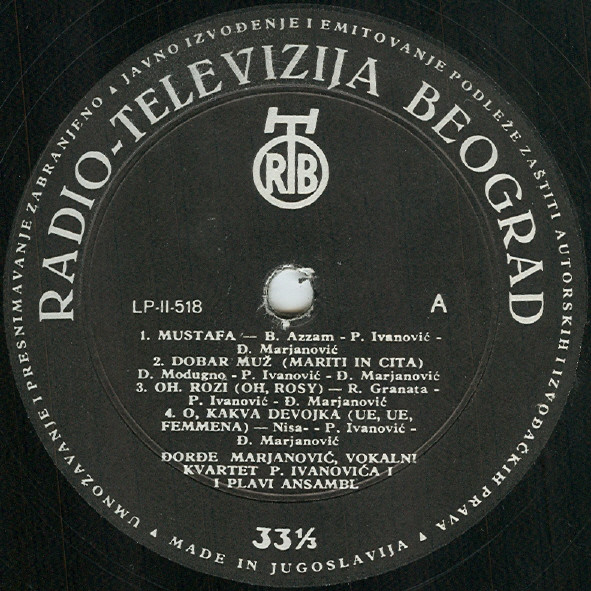 UMNOŽAVANJE I PRESNIMAVANJE ZABRANJENO ▲ JAVNO IZVOĐENJE I EMITOVANJE PODLEŽE ZAŠTITI AUTORSKIH I IZVOĐAČKIH PRAVA ▲ MADE IN JUGOSLAVIJA ▲
RADIO-TELEVIZIJA BEOGRAD
RTB
LP-II-518 A
1. MUSTAFA — B. Azzam - P. Ivanović -
Đ. Marjanović
2. DOBAR MUŽ (MARITI IN CITA)
D. Modugno - P. Ivanović - Đ. Marjanović
3. OH. ROZI (OH, ROSY) — R. Granata -
P. Ivanović - Đ. Marjanović
4. O, KAKVA DEVOJKA (UE, UE,
FEMMENA) — Nisa- - P. Ivanović -
Đ. Marjanović
ĐORĐE MARJANOVIĆ, VOKALNI
KVARTET P. IVANOVIĆA I
I PLAVI ANSAMBL
33⅓